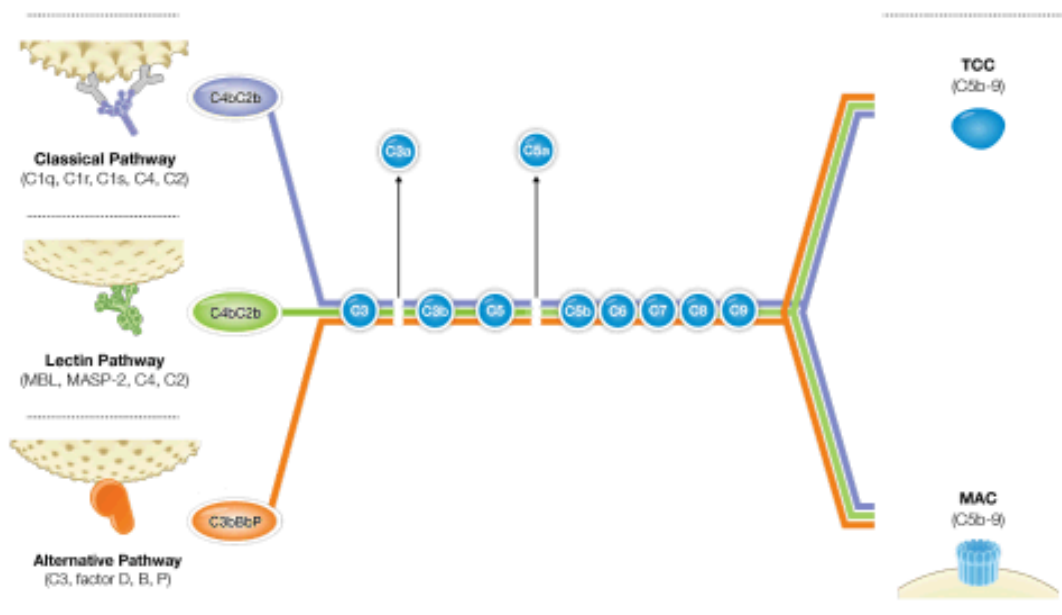 C4bC2b
Classical Pathway
(C1q, C1r, C1s, C4, C2)
C3a
C5a
TCC
(C5b-9)
C4bC2b
C3
C3b
C5
C5b
C6
C7
C8
C9
Lectin Pathway
(MBL, MASP-2, C4, C2)
C3bBbP
Alternative Pathway
(C3, factor D, B, P)
MAC
(C5b-9)